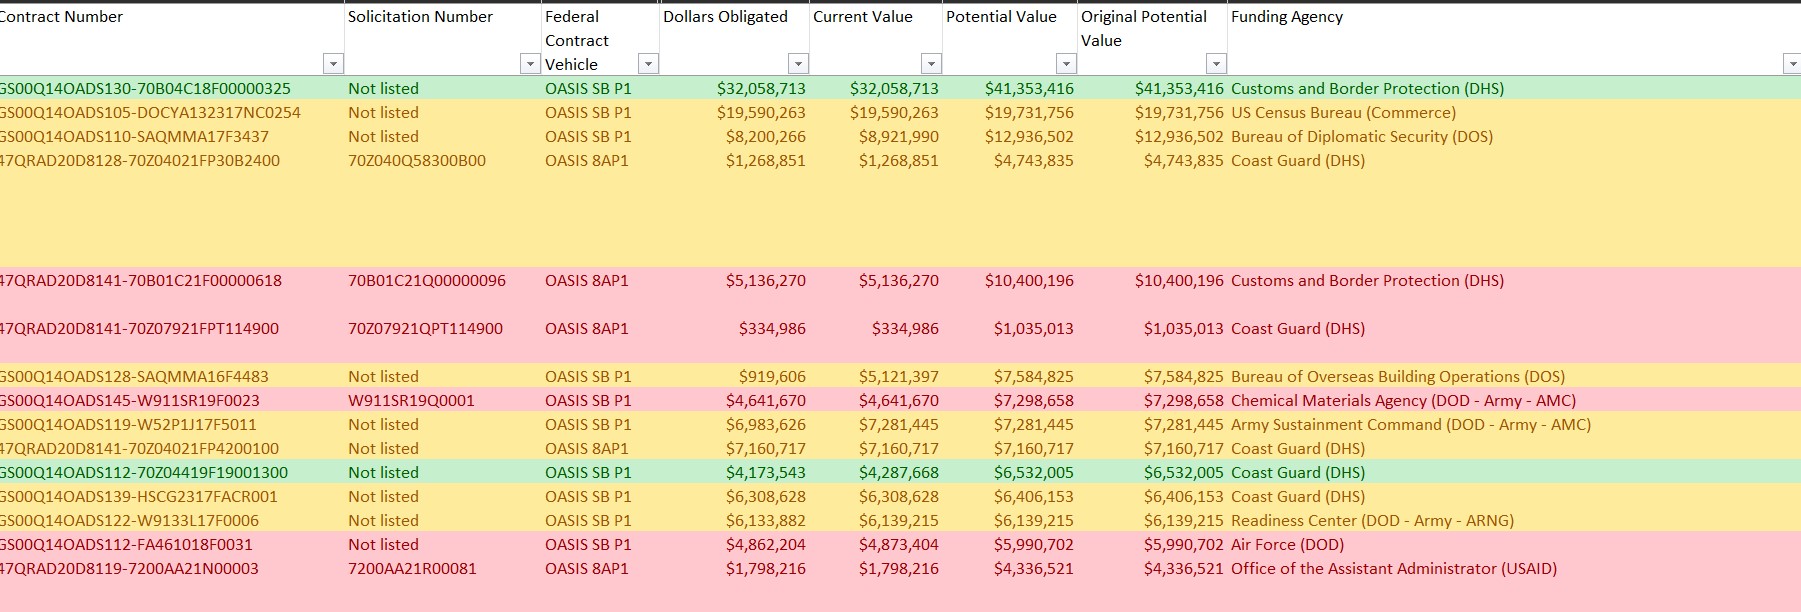 Contract Number Solicitation Number Federal Contract Vehicle Dollars Obligated Current Value Potential Value Original Potential Value Funding Agency
GS00Q14OADS130-70B04C18F00000325 Not listed OASIS SB P1 $32,058,713 $32,058,713 $41,353,416 $41,353,416 Customs and Border Protection (DHS)
GS00Q14OADS105-DOCYA132317NC0254 Not listed OASIS SB P1 $19,590,263 $19,590,263 $19,731,756 $19,731,756 US Census Bureau (Commerce)
GS00Q14OADS110-SAQMMA17F3437 Not listed OASIS SB P1 $8,200,266 $8,921,990 $12,936,502 $12,936,502 Bureau of Diplomatic Security (DOS)
47QRAD20D8128-70Z04021FP30B2400 70Z040Q58300B00 OASIS 8AP1 $1,268,851 $1,268,851 $4,743,835 $4,743,835 Coast Guard (DHS)
47QRAD20D8141-70B01C21F00000618 70B01C21Q00000096 OASIS 8AP1 $5,136,270 $5,136,270 $10,400,196 $10,400,196 Customs and Border Protection (DHS)
47QRAD20D8141-70Z07921FPT114900 70Z07921QPT114900 OASIS 8AP1 $334,986 $334,986 $1,035,013 $1,035,013 Coast Guard (DHS)
GS00Q14OADS128-SAQMMA16F4483 Not listed OASIS SB P1 $919,606 $5,121,397 $7,584,825 $7,584,825 Bureau of Overseas Building Operations (DOS)
GS00Q14OADS145-W911SR19F0023 W911SR19Q0001 OASIS SB P1 $4,641,670 $4,641,670 $7,298,658 $7,298,658 Chemical Materials Agency (DOD - Army - AMC)
GS00Q14OADS119-W52P1J17F5011 Not listed OASIS SB P1 $6,983,626 $7,281,445 $7,281,445 $7,281,445 Army Sustainment Command (DOD - Army - AMC)
47QRAD20D8141-70Z04021FP4200100 Not listed OASIS 8AP1 $7,160,717 $7,160,717 $7,160,717 $7,160,717 Coast Guard (DHS)
GS00Q14OADS112-70Z04419F19001300 Not listed OASIS SB P1 $4,173,543 $4,287,668 $6,532,005 $6,532,005 Coast Guard (DHS)
GS00Q14OADS139-HSCG2317FACR001 Not listed OASIS SB P1 $6,308,628 $6,308,628 $6,406,153 $6,406,153 Coast Guard (DHS)
GS00Q14OADS122-W9133L17F0006 Not listed OASIS SB P1 $6,133,882 $6,139,215 $6,139,215 $6,139,215 Readiness Center (DOD - Army - ARNG)
GS00Q14OADS112-FA461018F0031 Not listed OASIS SB P1 $4,862,204 $4,873,404 $5,990,702 $5,990,702 Air Force (DOD)
47QRAD20D8119-7200AA21N00003 7200AA21R00081 OASIS 8AP1 $1,798,216 $1,798,216 $4,336,521 $4,336,521 Office of the Assistant Administrator (USAID)